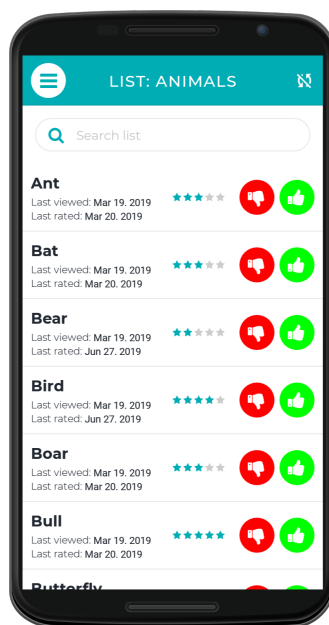 LIST: ANIMALS
Search list
Ant
Last viewed: Mar 19. 2019
Last rated: Mar 20. 2019
Bat
Last viewed: Mar 19. 2019
Last rated: Mar 20. 2019
Bear
Last viewed: Mar 19. 2019
Last rated: Jun 27. 2019
Bird
Last viewed: Mar 19. 2019
Last rated: Jun 27. 2019
Boar
Last viewed: Mar 19. 2019
Last rated: Mar 20. 2019
Bull
Last viewed: Mar 19. 2019
Last rated: Mar 20. 2019
Butterfly